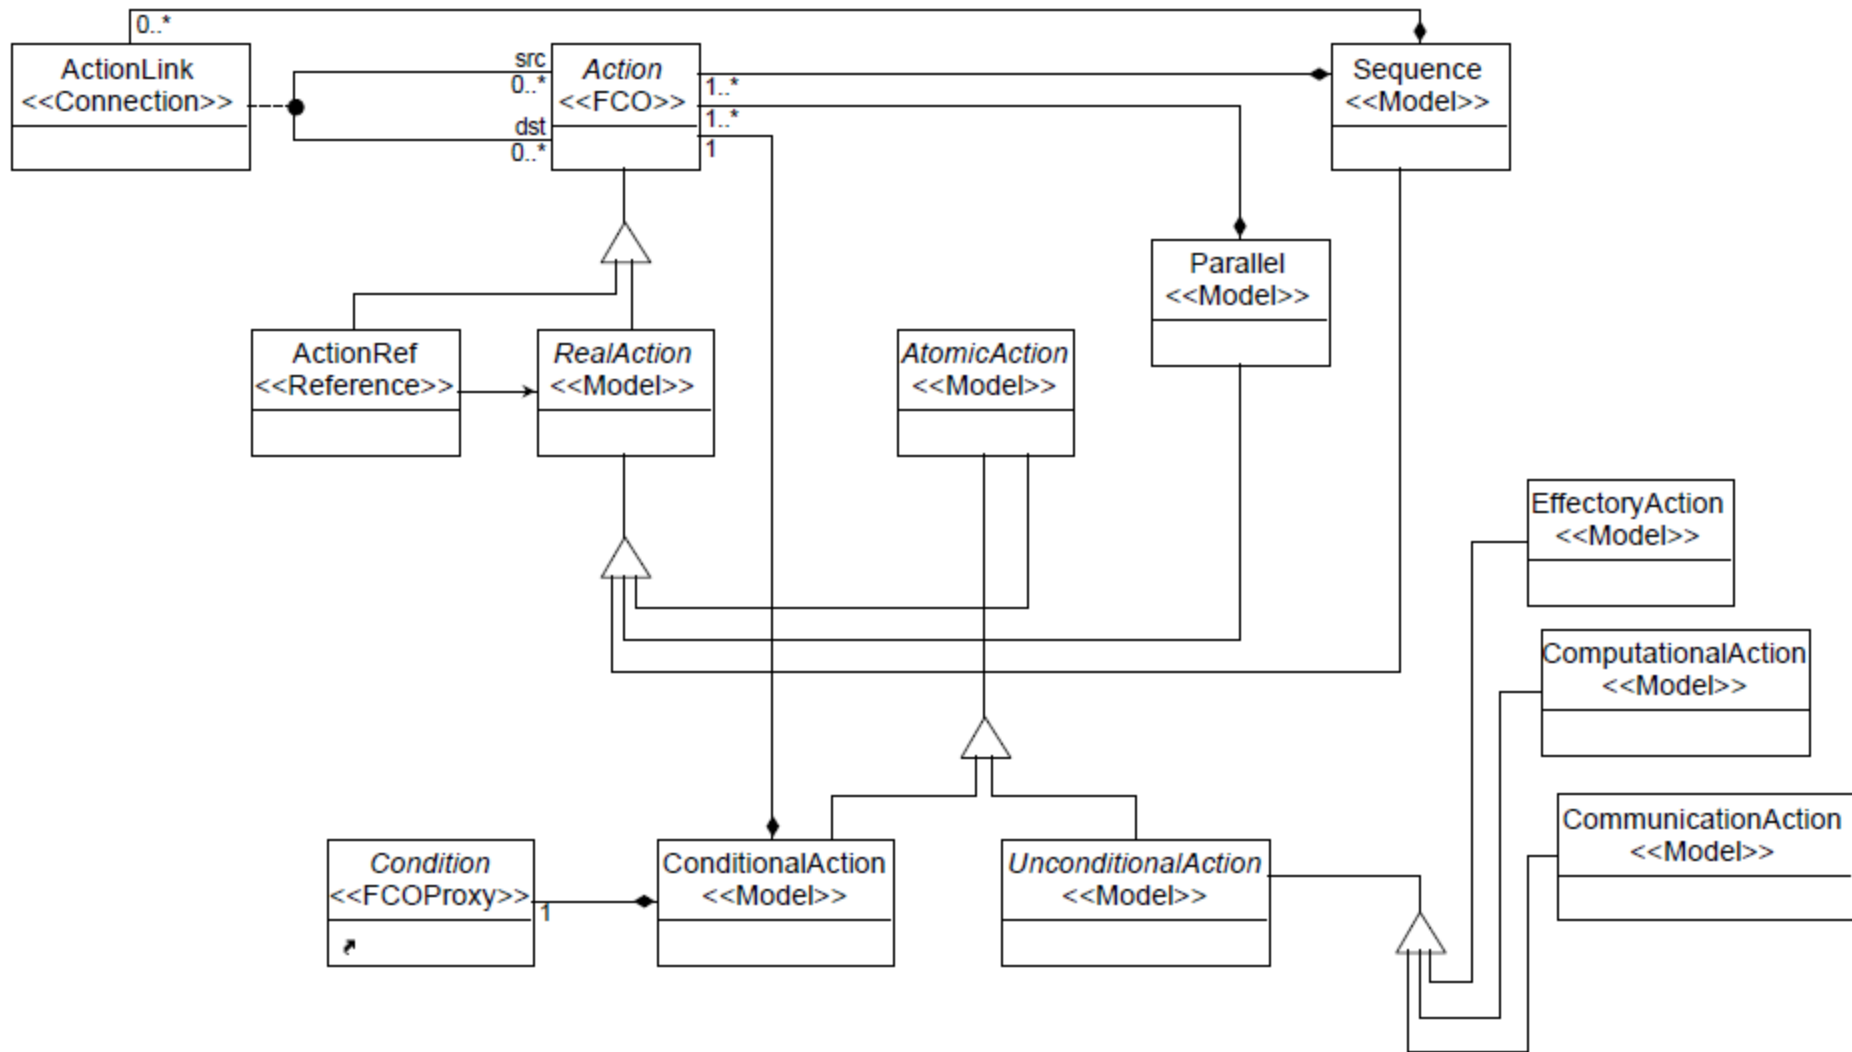 0..*
ActionLink
<<Connection>>
src
0..*
dst
0..*
Action
<<FCO>>
1..*
1..*
1
Sequence
<<Model>>
Parallel
<<Model>>
ActionRef
<<Reference>>
RealAction
<<Model>>
AtomicAction
<<Model>>
EffectoryAction
<<Model>>
ComputationalAction
<<Model>>
CommunicationAction
<<Model>>
Condition
<<FCOProxy>>
1
ConditionalAction
<<Model>>
UnconditionalAction
<<Model>>